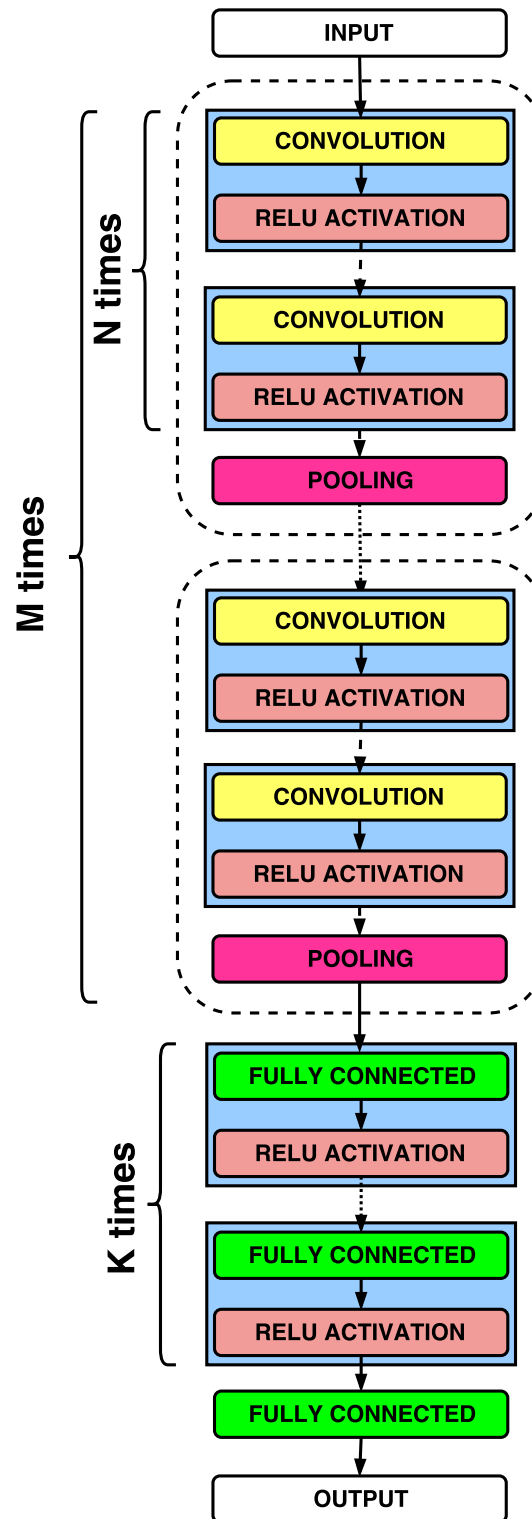 INPUT
CONVOLUTION
RELU ACTIVATION
N times
CONVOLUTION
RELU ACTIVATION
POOLING
M times
CONVOLUTION
RELU ACTIVATION
CONVOLUTION
RELU ACTIVATION
POOLING
FULLY CONNECTED
RELU ACTIVATION
K times
FULLY CONNECTED
RELU ACTIVATION
FULLY CONNECTED
OUTPUT